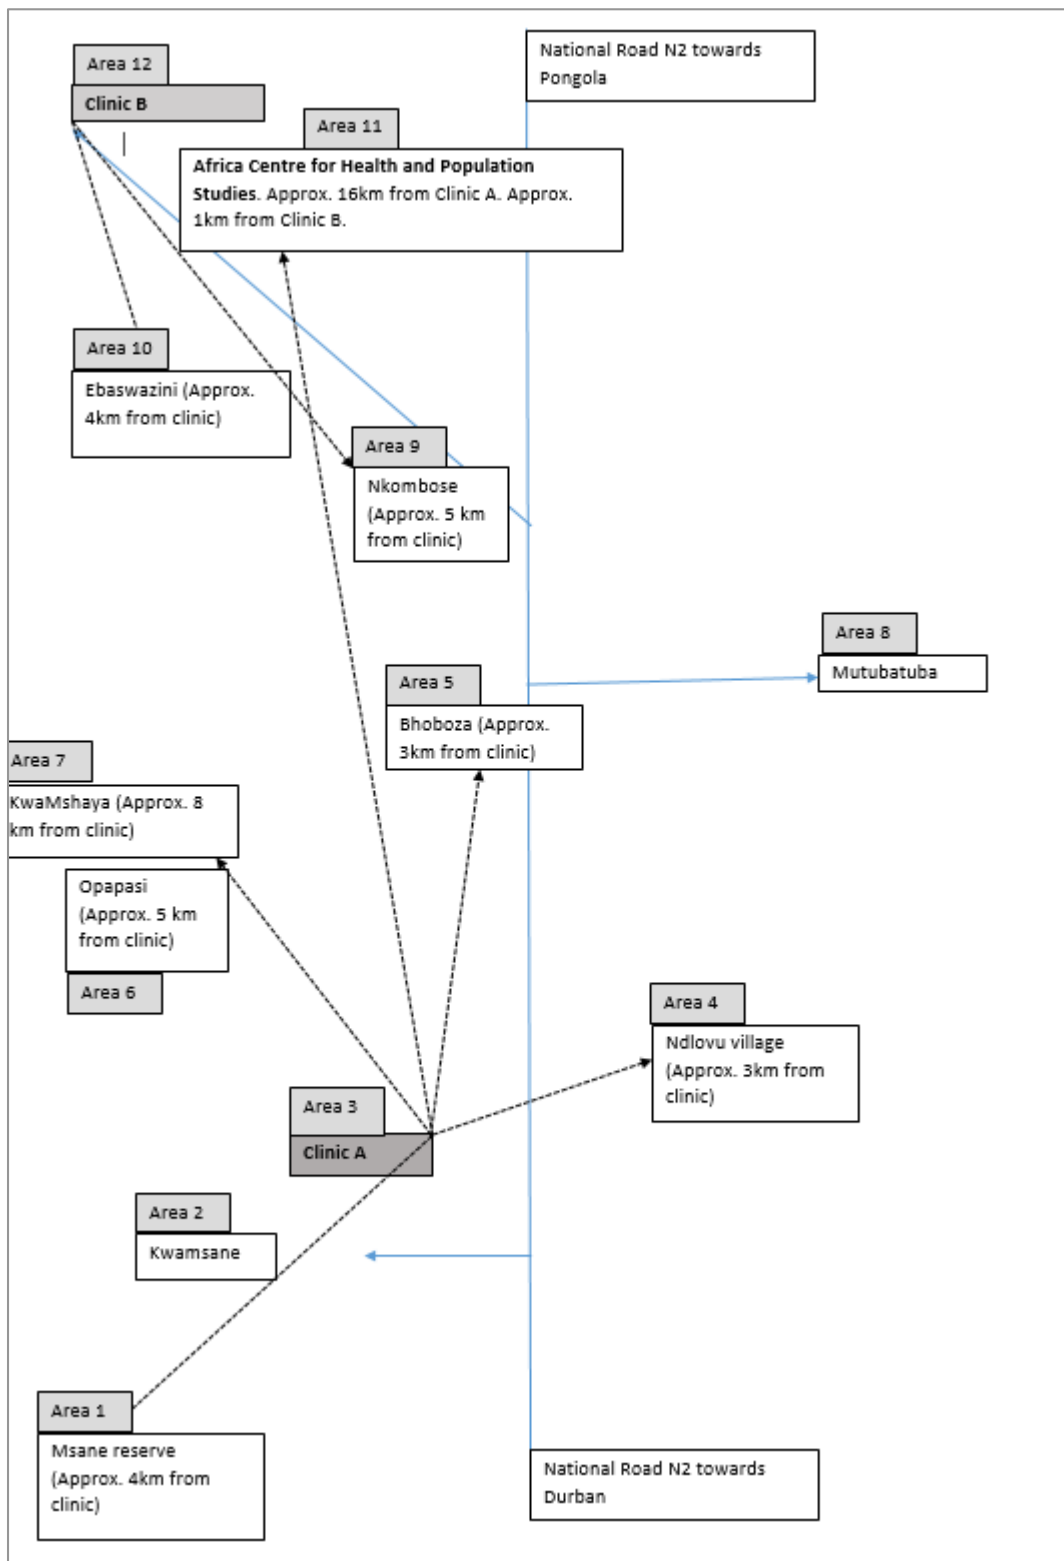 Area 12
Clinic B
National Road N2 towards
Pongola
Area 11
Africa Centre for Health and Population
Studies. Approx. 16km from Clinic A. Approx.
1km from Clinic B.
Area 10
Ebaswazini (Approx.
4km from clinic)
Area 9
Nkombose
(Approx. 5 km
from clinic)
Area 8
Mutubatuba
Area 5
Bhoboza (Approx.
3km from clinic)
Area 7
KwaMshaya (Approx. 8
km from clinic)
Opapasi
(Approx. 5 km
from clinic)
Area 6
Area 4
Ndlovu village
(Approx. 3km from
clinic)
Area 3
Clinic A
Area 2
Kwamsane
Area 1
Msane reserve
(Approx. 4km from
clinic)
National Road N2 towards
Durban